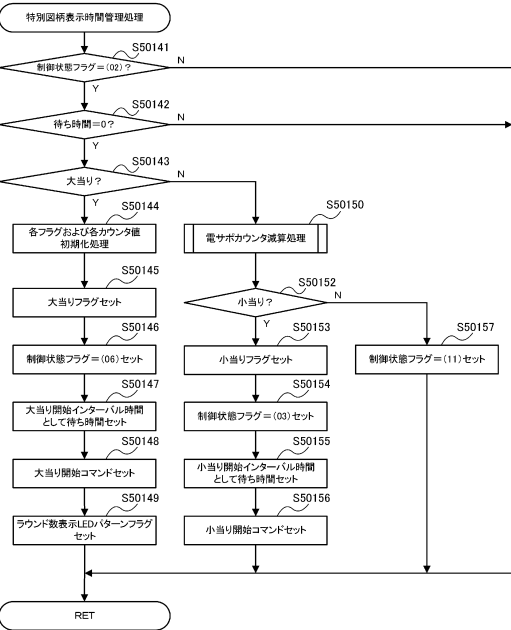 特別図柄表示時間管理処理
S50141
制御状態フラグ=(02)?
N
Y
S50142
待ち時間=0?
N
Y
S50143
大当り?
N
Y
S50144
各フラグおよび各カウンタ値
初期化処理
S50145
大当りフラグセット
S50146
制御状態フラグ=(06)セット
S50147
大当り開始インターバル時間
として待ち時間セット
S50148
大当り開始コマンドセット
S50149
ラウンド数表示LEDパターンフラグ
セット
S50150
電サポカウンタ減算処理
S50152
小当り?
N
Y
S50153
小当りフラグセット
S50154
制御状態フラグ=(03)セット
S50155
小当り開始インターバル時間
として待ち時間セット
S50156
小当り開始コマンドセット
S50157
制御状態フラグ=(11)セット
RET